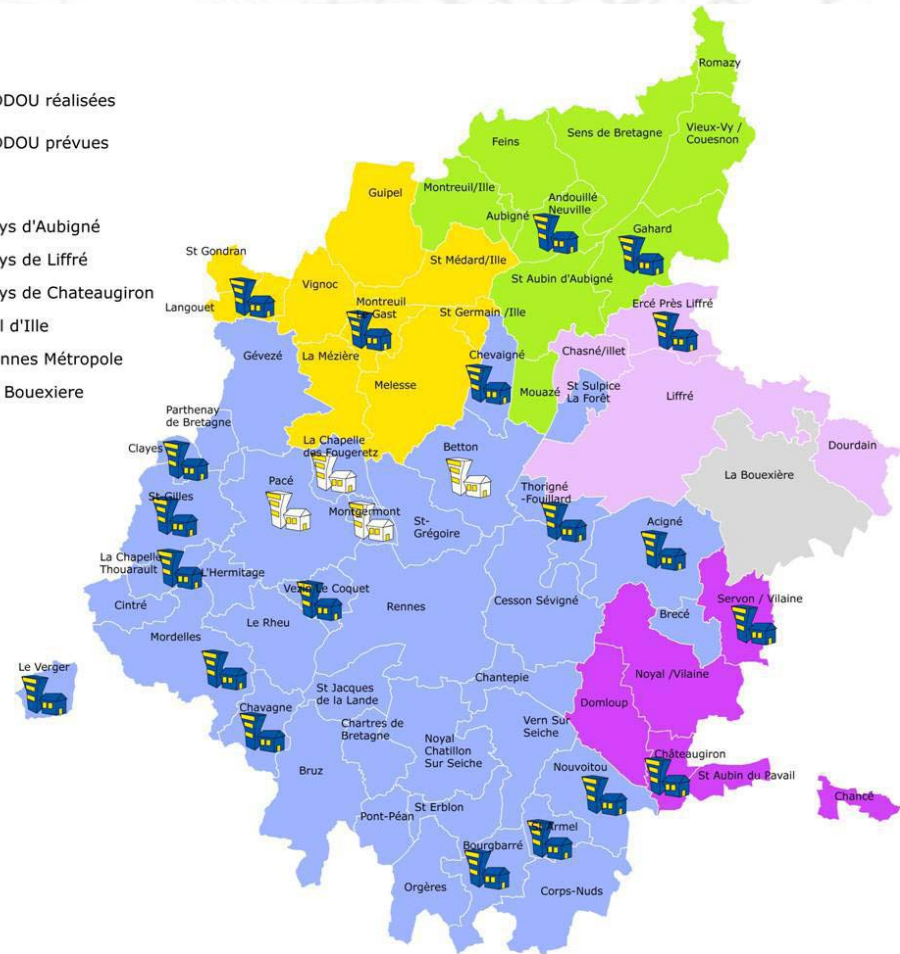 ODOU réalisées
ODOU prévues
ys d'Aubigné
ys de Liffré
ys de Chateaugiron
l d'Ille
nnes Métropole
Bouexiere
Romazy
Vieux-Vy /
Couesnon
Sens de Bretagne
Feins
Montreuil/Ille
Andouillé
Neuville
Aubigné
Gahard
Guipel
St Gondran
St Médard/Ille
St Aubin d'Aubigné
Vignoc
Langouet
Montreuil
Le Gast
St Germain /Ille
Ercé Près Liffré
Gévezé
La Mézière
Chevaigné
Chasné/illet
Melesse
Mouazé
St Sulpice
La Forêt
Liffré
Parthenay
de Bretagne
Clayes
La Chapelle
des Fougeretz
Betton
Dourdain
La Bouexière
Pacé
Thorigné
-Fouillard
St-Gilles
Montgermont
St-
Grégoire
Acigné
La Chapelle
Thouarault
L'Hermitage
Vezin Le Coquet
Cintré
Le Rheu
Rennes
Cesson Sévigné
Brecé
Servon / Vilaine
Mordelles
Le Verger
Chantepie
Noyal /Vilaine
St Jacques
de la Lande
Domloup
Chavagne
Chartres de
Bretagne
Noyal
Chatillon
Sur Seiche
Vern Sur
Seiche
Bruz
Nouvoitou
Châteaugiron
St Aubin du Pavail
Chancé
St Erblon
Pont-Péan
St Armel
Bourgbarré
Orgères
Corps-Nuds